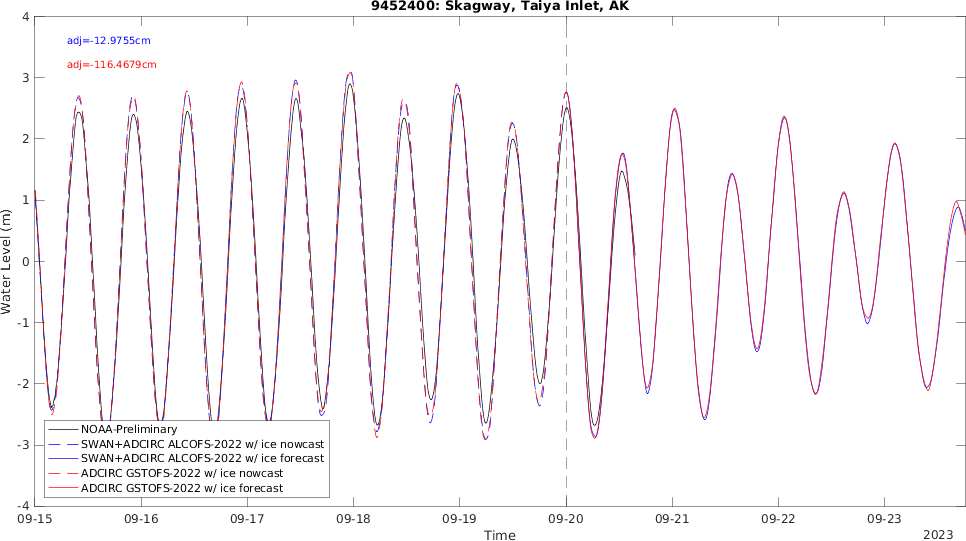 9452400: Skagway, Taiya Inlet, AK
adj=-12.9755cm
adj=-116.4679cm
Water Level (m)
4
3
2
1
0
-1
-2
-3
-4
NOAA-Preliminary
SWAN+ADCIRC ALCOFS-2022 w/ ice nowcast
SWAN+ADCIRC ALCOFS-2022 w/ ice forecast
ADCIRC GSTOFS-2022 w/ ice nowcast
ADCIRC GSTOFS-2022 w/ ice forecast
09-15 09-16 09-17 09-18 09-19 09-20 09-21 09-22 09-23
Time
2023